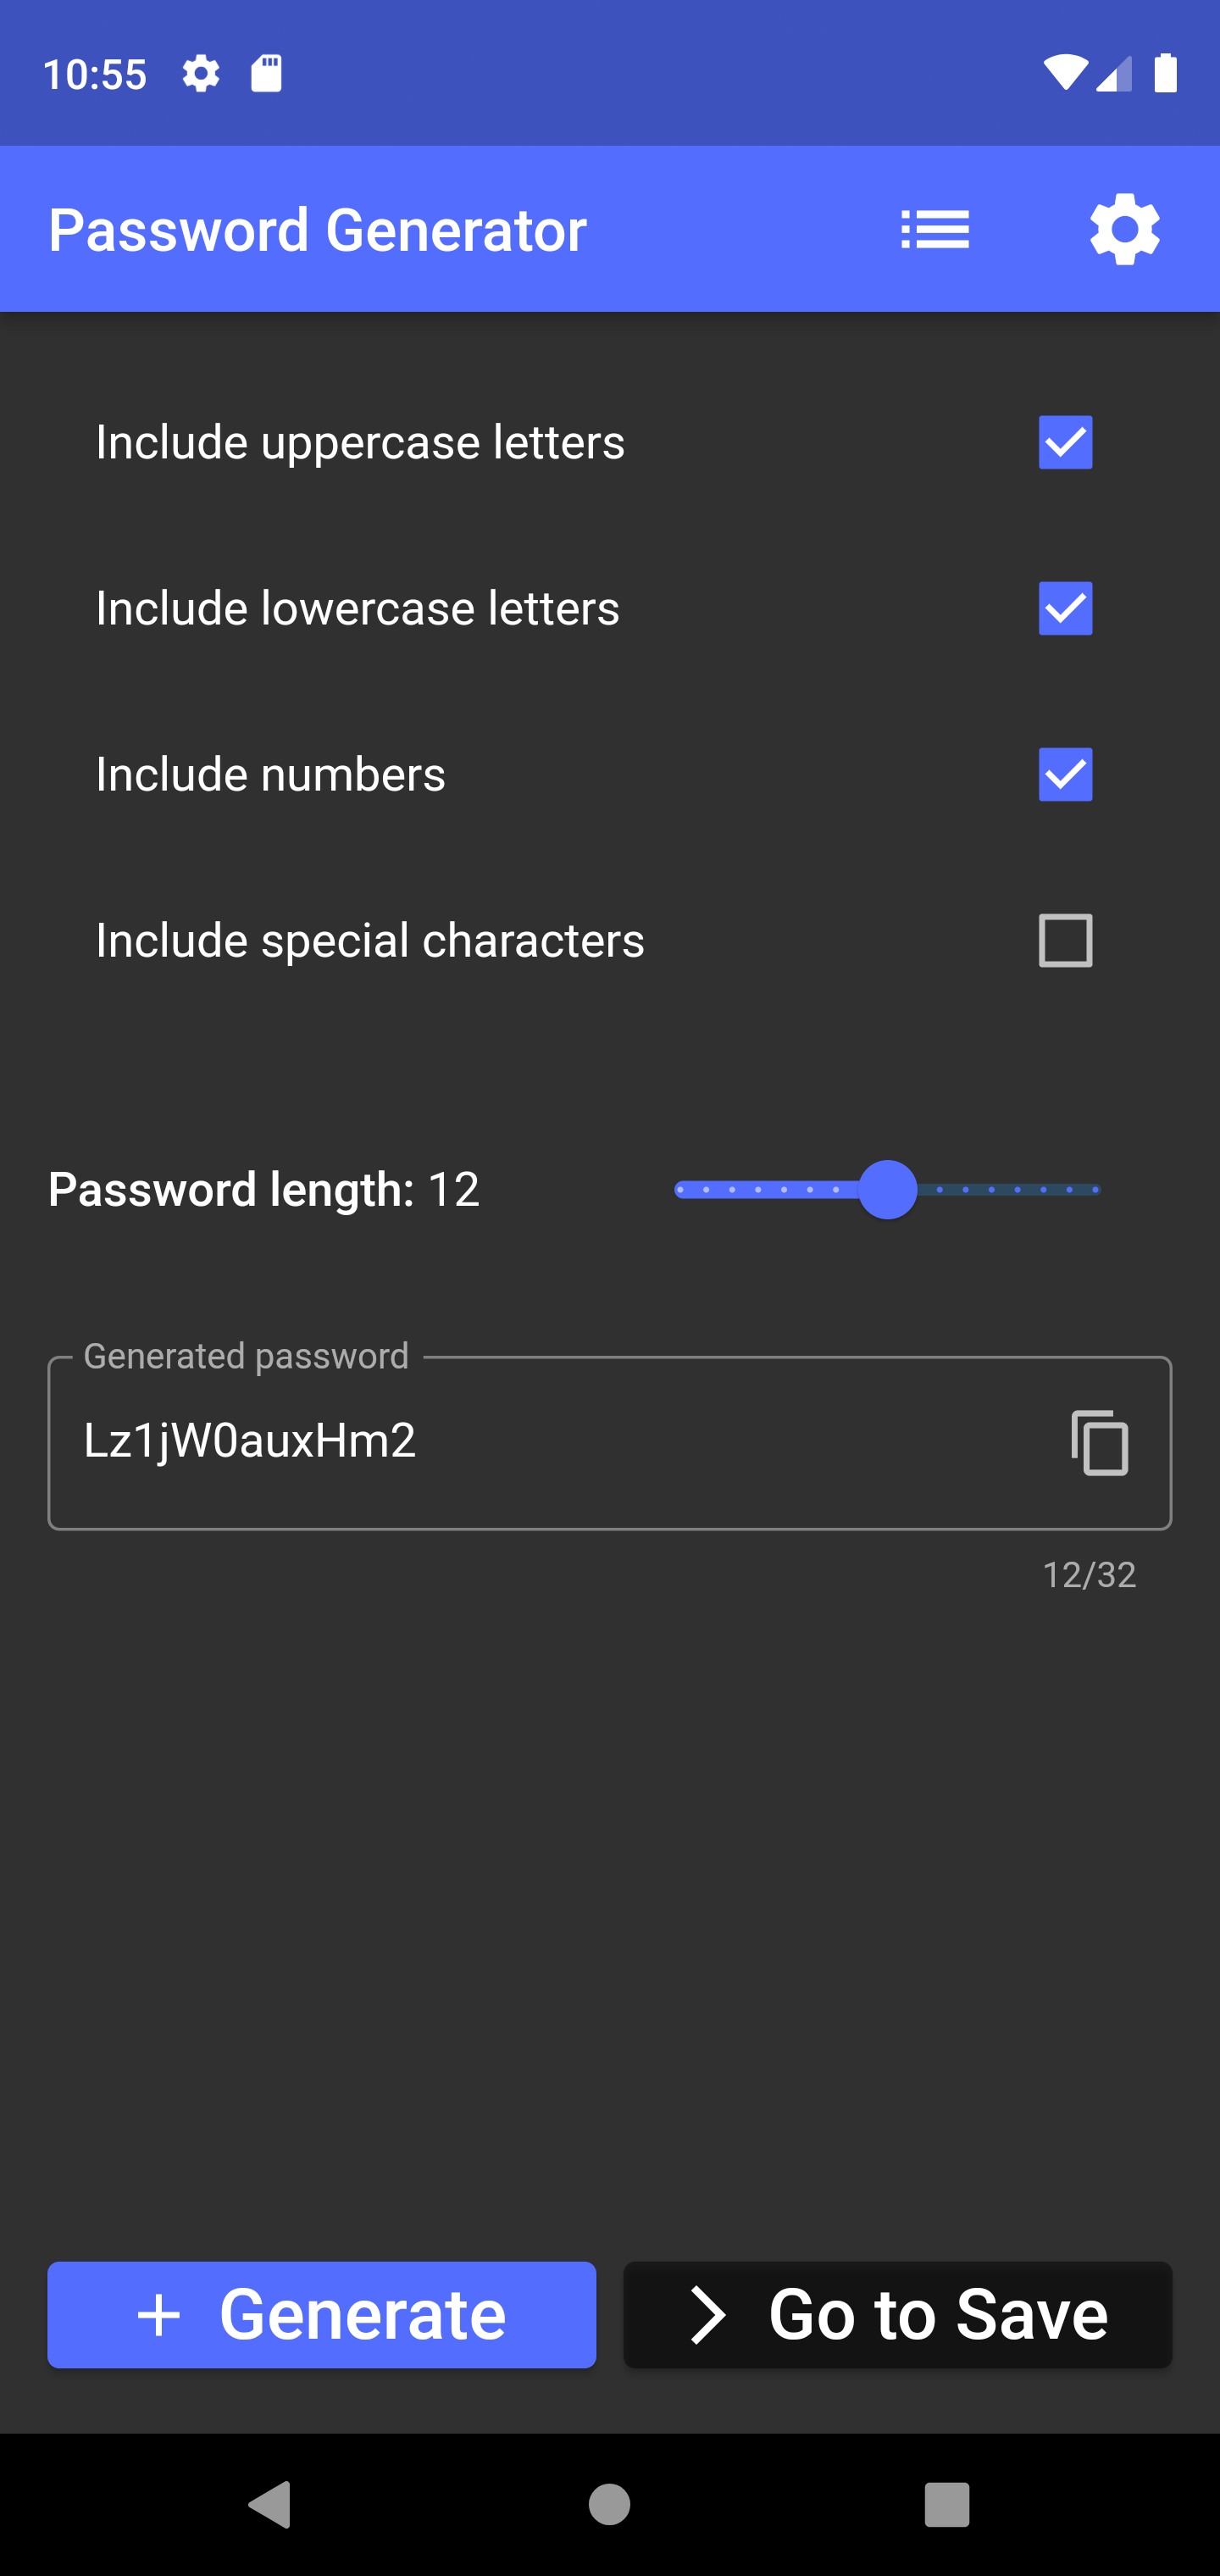 10:55
Password Generator
Include uppercase letters
Include lowercase letters
Include numbers
Include special characters
Password length: 12
Generated password
Lz1jW0auxHm2
12/32
Generate
Go to Save